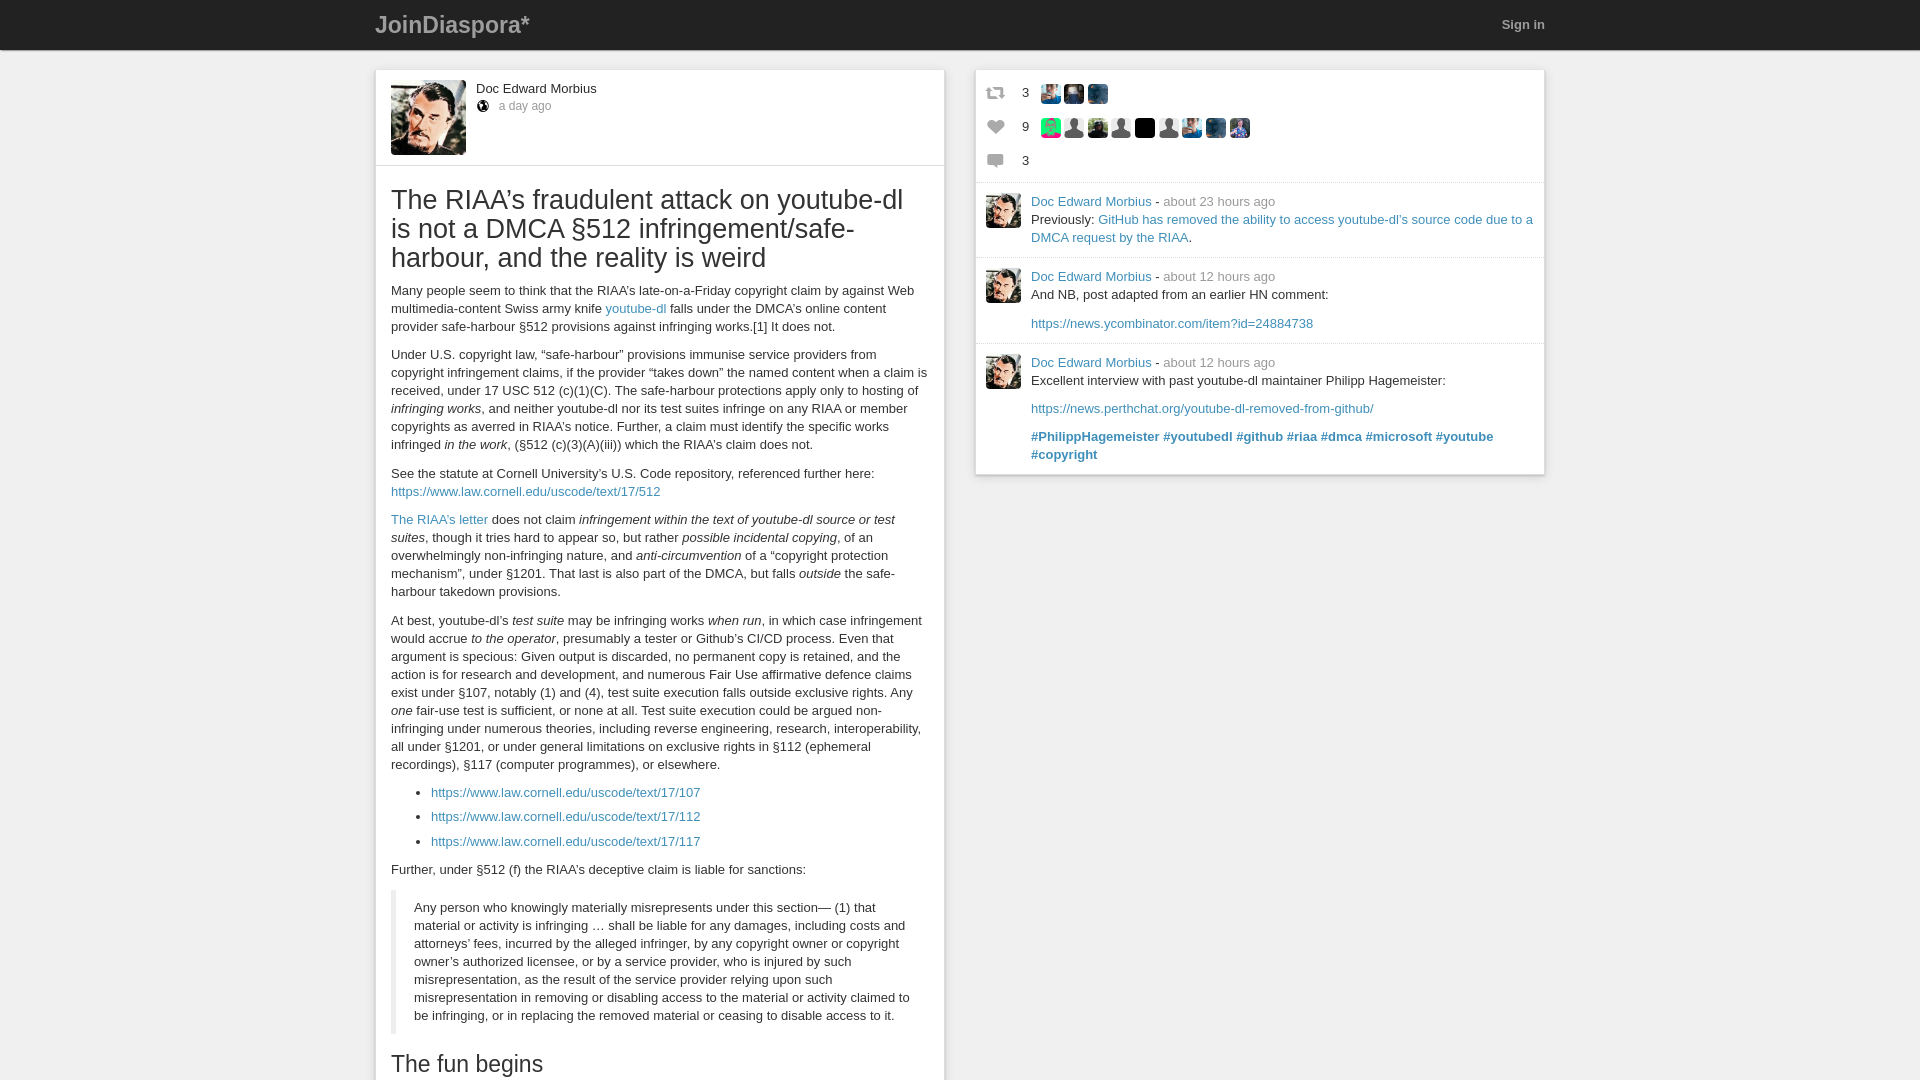 JoinDiaspora*
Sign in
Doc Edward Morbius
a day ago
The RIAA’s fraudulent attack on youtube-dl
is not a DMCA §512 infringement/safe-
harbour, and the reality is weird
Many people seem to think that the RIAA’s late-on-a-Friday copyright claim by against Web
multimedia-content Swiss army knife youtube-dl falls under the DMCA’s online content
provider safe-harbour §512 provisions against infringing works.[1] It does not.
Under U.S. copyright law, “safe-harbour” provisions immunise service providers from
copyright infringement claims, if the provider “takes down” the named content when a claim is
received, under 17 USC 512 (c)(1)(C). The safe-harbour protections apply only to hosting of
infringing works, and neither youtube-dl nor its test suites infringe on any RIAA or member
copyrights as averred in RIAA’s notice. Further, a claim must identify the specific works
infringed in the work, (§512 (c)(3)(A)(iii)) which the RIAA’s claim does not.
See the statute at Cornell University’s U.S. Code repository, referenced further here:
https://www.law.cornell.edu/uscode/text/17/512
The RIAA’s letter does not claim infringement within the text of youtube-dl source or test
suites, though it tries hard to appear so, but rather possible incidental copying, of an
overwhelmingly non-infringing nature, and anti-circumvention of a “copyright protection
mechanism”, under §1201. That last is also part of the DMCA, but falls outside the safe-
harbour takedown provisions.
At best, youtube-dl’s test suite may be infringing works when run, in which case infringement
would accrue to the operator, presumably a tester or Github’s CI/CD process. Even that
argument is specious: Given output is discarded, no permanent copy is retained, and the
action is for research and development, and numerous Fair Use affirmative defence claims
exist under §107, notably (1) and (4), test suite execution falls outside exclusive rights. Any
one fair-use test is sufficient, or none at all. Test suite execution could be argued non-
infringing under numerous theories, including reverse engineering, research, interoperability,
all under §1201, or under general limitations on exclusive rights in §112 (ephemeral
recordings), §117 (computer programmes), or elsewhere.
• https://www.law.cornell.edu/uscode/text/17/107
• https://www.law.cornell.edu/uscode/text/17/112
• https://www.law.cornell.edu/uscode/text/17/117
Further, under §512 (f) the RIAA’s deceptive claim is liable for sanctions:
Any person who knowingly materially misrepresents under this section— (1) that
material or activity is infringing … shall be liable for any damages, including costs and
attorneys’ fees, incurred by the alleged infringer, by any copyright owner or copyright
owner’s authorized licensee, or by a service provider, who is injured by such
misrepresentation, as the result of the service provider relying upon such
misrepresentation in removing or disabling access to the material or activity claimed to
be infringing, or in replacing the removed material or ceasing to disable access to it.
The fun begins
3
9
3
Doc Edward Morbius - about 23 hours ago
Previously: GitHub has removed the ability to access youtube-dl’s source code due to a
DMCA request by the RIAA.
Doc Edward Morbius - about 12 hours ago
And NB, post adapted from an earlier HN comment:
https://news.ycombinator.com/item?id=24884738
Doc Edward Morbius - about 12 hours ago
Excellent interview with past youtube-dl maintainer Philipp Hagemeister:
https://news.perthchat.org/youtube-dl-removed-from-github/
#PhilippHagemeister #youtubedl #github #riaa #dmca #microsoft #youtube
#copyright